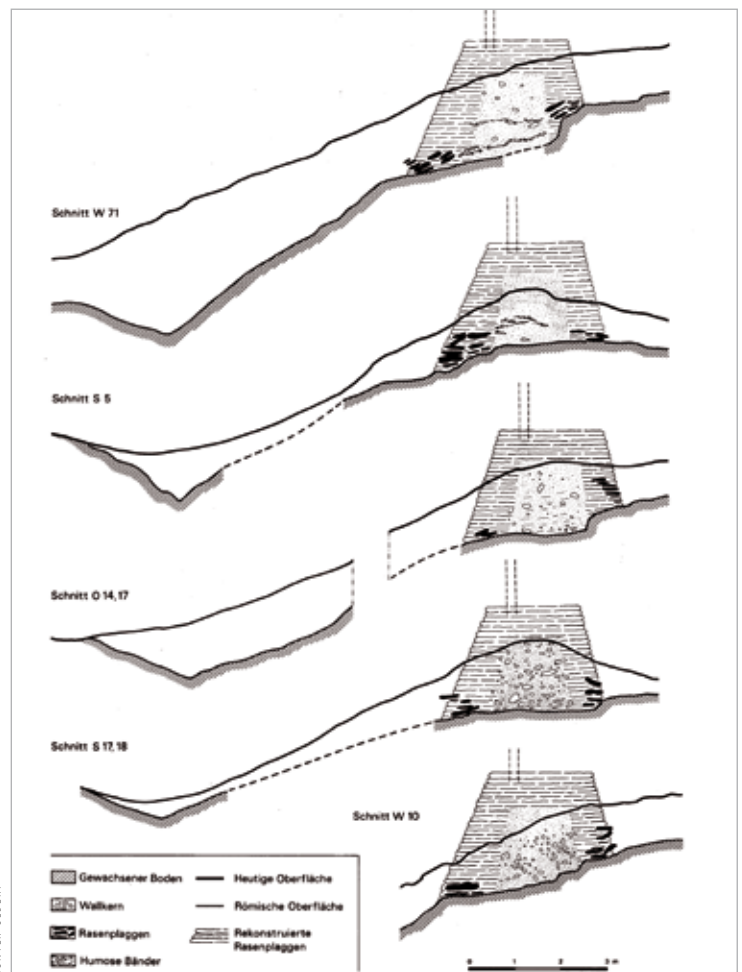 Schnitt W 71
Schnitt S 5
Schnitt O 14, 17
Schnitt S 17, 18
Schnitt W 10
Gewachsener Boden
Wallkern
Rasenplaggen
Humose Bänder
Heutige Oberfläche
Römische Oberfläche
Rekonstruierte
Rasenplaggen
0 1 2 3 m